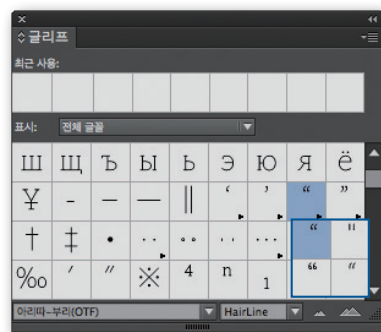 글리프
최근 사용:
표시: 전체 글꼴
Ш Щ Ъ Ы Ь Э Ю Я ё
¥ - – — ‖ ‘ ’ “ ”
† ‡ • ‥ …
‰ ′ ″ ※ ⁴ ⁿ ₁
“ "
“ “
아리따-부리(OTF) HairLine